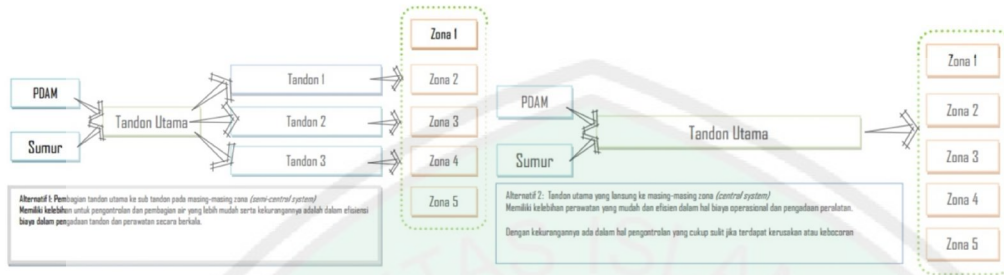 PDAM
Sumur
Tandon Utama
Tandon 1
Tandon 2
Tandon 3
Zona 1
Zona 2
Zona 3
Zona 4
Zona 5
Alternatif 1: Pembagian tandon utama ke sub tandon pada masing-masing zona (semi-central system)
Memiliki kelebihan untuk pengontrolan dan pembagian air yang lebih mudah serta kekurangannya adalah dalam efisiensi
biaya dalam pengadaan tandon dan perawatan secara berkala.
PDAM
Sumur
Tandon Utama
Zona 1
Zona 2
Zona 3
Zona 4
Zona 5
Alternatif 2: Tandon utama yang lansung ke masing-masing zona (central system)
Memiliki kelebihan perawatan yang mudah dan efisien dalam hal biaya operasional dan pengadaan peralatan.
Dengan kekurangannya ada dalam hal pengontrolan yang cukup sulit jika terdapat kerusakan atau kebocoran